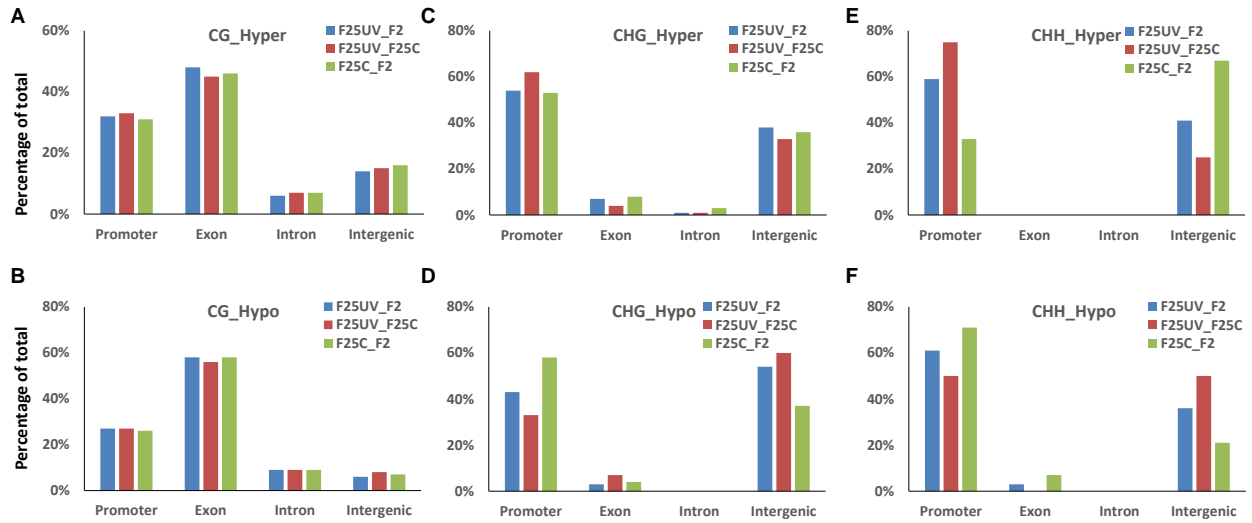 A
CG_Hyper
F25UV_F2
F25UV_F25C
F25C_F2
Percentage of total
60%
40%
20%
0%
Promoter Exon Intron Intergenic
C
CHG_Hyper
F25UV_F2
F25UV_F25C
F25C_F2
80%
60%
40%
20%
0%
Promoter Exon Intron Intergenic
E
CHH_Hyper
F25UV_F2
F25UV_F25C
F25C_F2
80%
60%
40%
20%
0%
Promoter Exon Intron Intergenic
B
CG_Hypo
F25UV_F2
F25UV_F25C
F25C_F2
Percentage of total
80%
60%
40%
20%
0%
Promoter Exon Intron Intergenic
D
CHG_Hypo
F25UV_F2
F25UV_F25C
F25C_F2
80%
60%
40%
20%
0%
Promoter Exon Intron Intergenic
F
CHH_Hypo
F25UV_F2
F25UV_F25C
F25C_F2
80%
60%
40%
20%
0%
Promoter Exon Intron Intergenic